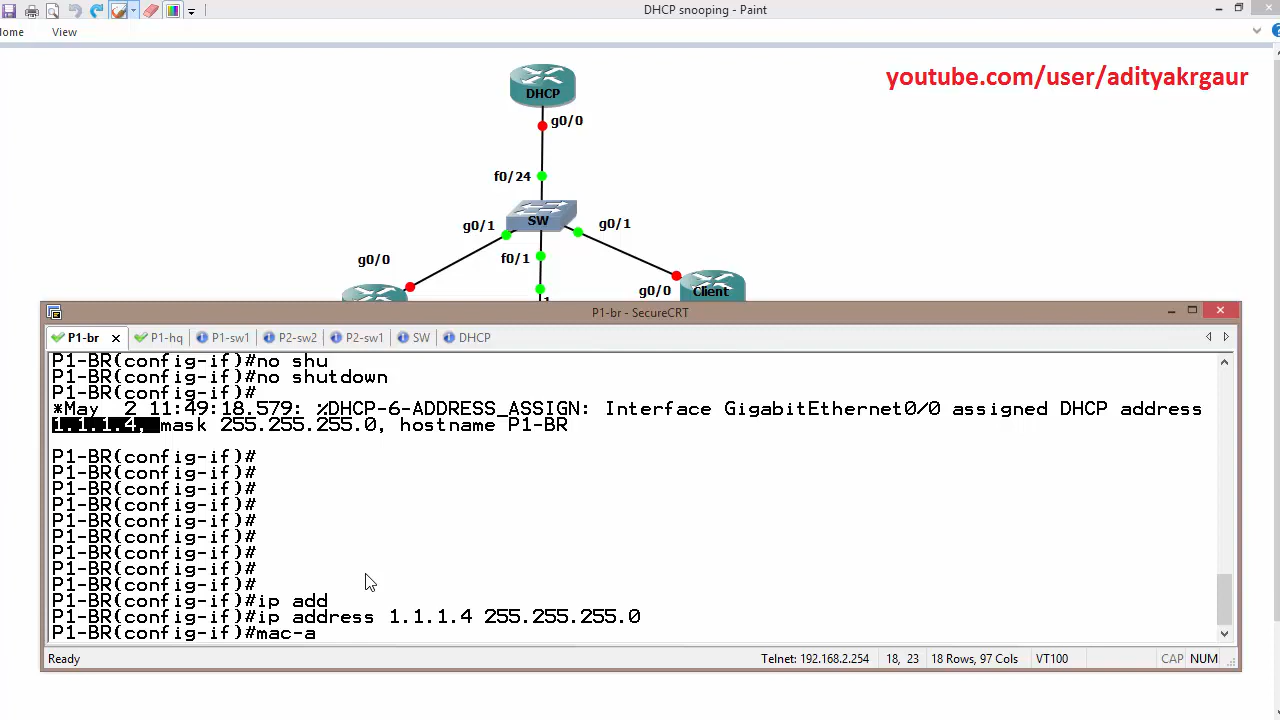 DHCP snooping - Paint
ome View
youtube.com/user/adityakrgaur
DHCP
g0/0
f0/24
SW
g0/1
g0/1
g0/0
f0/1
g0/0
Client
P1-br - SecureCRT
P1-br P1-hq P1-sw1 P2-sw2 P2-sw1 SW DHCP
P1-BR(config-if)#no shu
P1-BR(config-if)#no shutdown
P1-BR(config-if)#
*May 2 11:49:18.579: %DHCP-6-ADDRESS_ASSIGN: Interface GigabitEthernet0/0 assigned DHCP address
1.1.1.4, mask 255.255.255.0, hostname P1-BR
P1-BR(config-if)#
P1-BR(config-if)#
P1-BR(config-if)#
P1-BR(config-if)#
P1-BR(config-if)#
P1-BR(config-if)#
P1-BR(config-if)#
P1-BR(config-if)#
P1-BR(config-if)#
P1-BR(config-if)#ip add
P1-BR(config-if)#ip address 1.1.1.4 255.255.255.0
P1-BR(config-if)#mac-a
Ready Telnet: 192.168.2.254 18, 23 18 Rows, 97 Cols VT100 CAP NUM